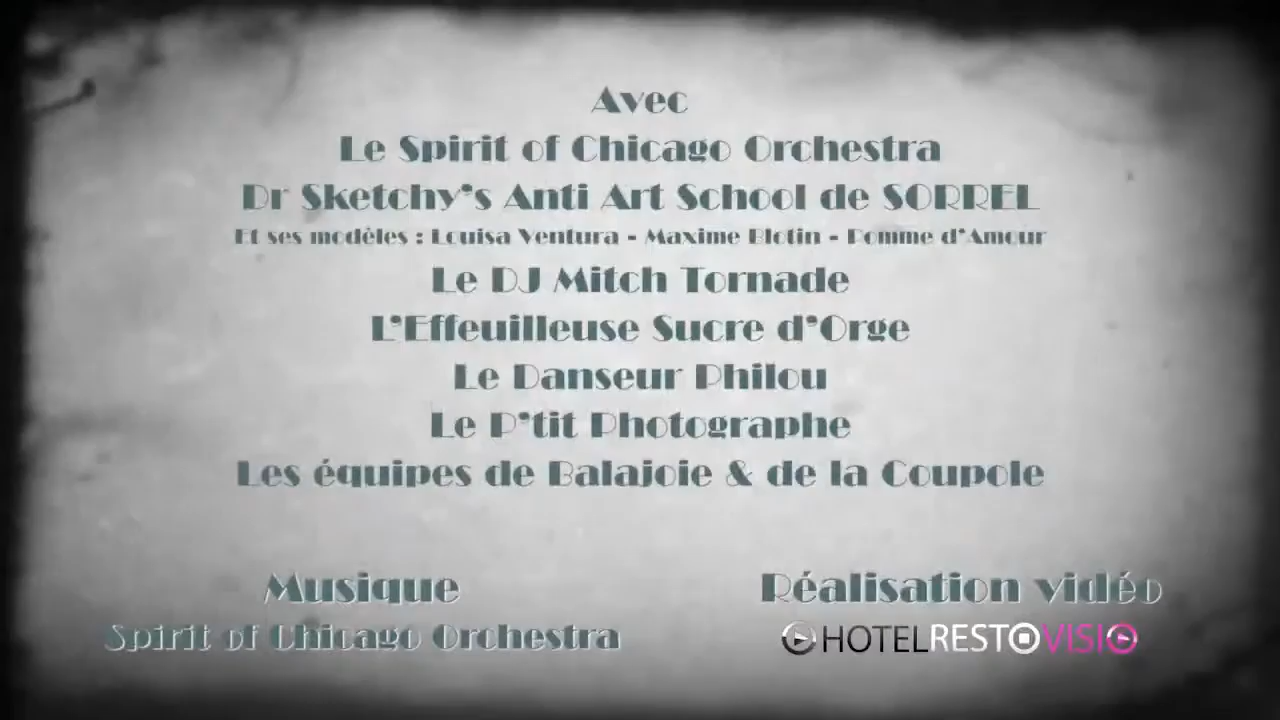 Avec
Le Spirit of Chicago Orchestra
Dr Sketchy's Anti Art School de SORREL
Et ses modèles : Louisa Ventura - Maxime Blotin - Pomme d'Amour
Le DJ Mitch Tornade
L'Effeuilleuse Sucre d'Orge
Le Danseur Philou
Le P'tit Photographe
Les équipes de Balajoie & de la Coupole
Musique
Spirit of Chicago Orchestra
Réalisation vidéo
HOTELRESTOVISIO